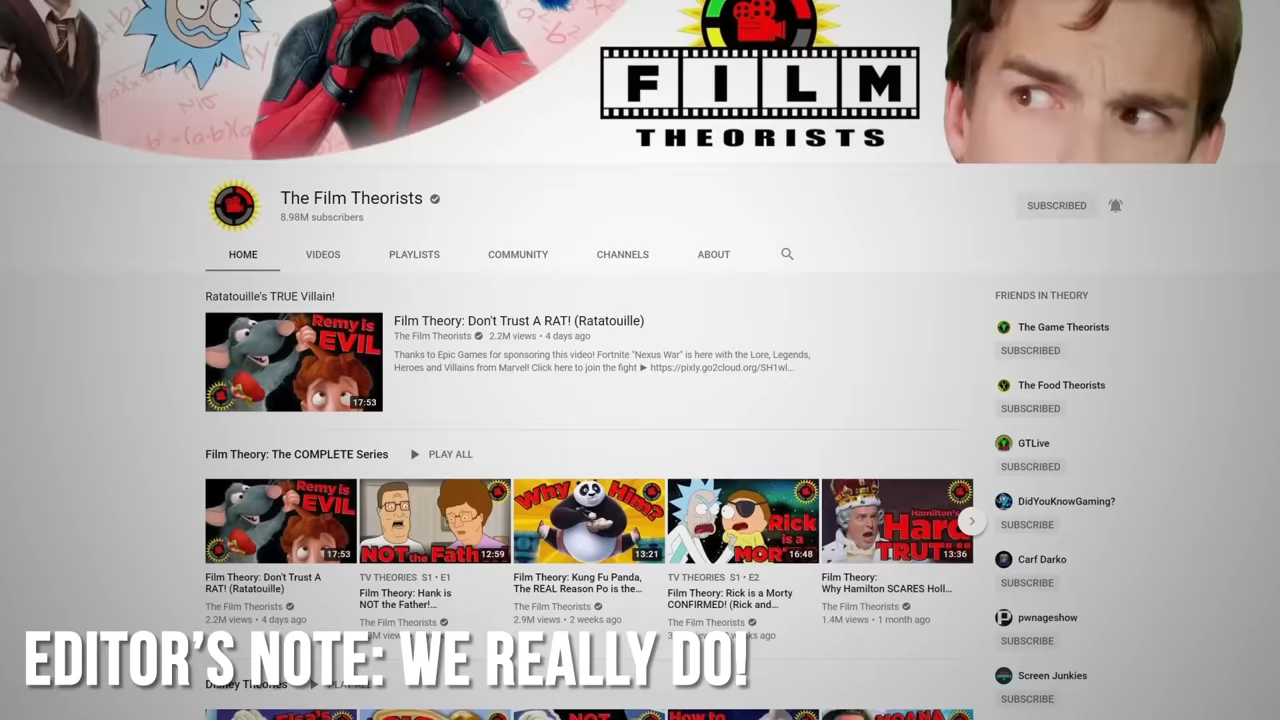 FILM
THEORISTS
The Film Theorists
8.98M subscribers
SUBSCRIBED
HOME VIDEOS PLAYLISTS COMMUNITY CHANNELS ABOUT
Ratatouille's TRUE Villain!
Remy is
EVIL
17:53
Film Theory: Don't Trust A RAT! (Ratatouille)
The Film Theorists 2.2M views • 4 days ago
Thanks to Epic Games for sponsoring this video! Fortnite "Nexus War" is here with the Lore, Legends,
Heroes and Villains from Marvel! Click here to join the fight ► https://pixly.go2cloud.org/SH1wl...
Film Theory: The COMPLETE Series PLAY ALL
Remy is
EVIL
17:53
Film Theory: Don't Trust A
RAT! (Ratatouille)
The Film Theorists
2.2M views • 4 days ago
NOT the Fath
12:59
TV THEORIES S1 • E1
Film Theory: Hank is
NOT the Father!...
The Film Theorists
Why Him?
13:21
Film Theory: Kung Fu Panda,
The REAL Reason Po is the...
The Film Theorists
2.9M views • 2 weeks ago
Rick
is a
MOR
16:48
TV THEORIES S1 • E2
Film Theory: Rick is a Morty
CONFIRMED! (Rick and...
The Film Theorists
Hamilton's
Hard
TRUTH
13:36
Film Theory:
Why Hamilton SCARES Holl...
The Film Theorists
1.4M views • 1 month ago
FRIENDS IN THEORY
The Game Theorists
SUBSCRIBED
The Food Theorists
SUBSCRIBED
GTLive
SUBSCRIBED
DidYouKnowGaming?
SUBSCRIBE
Carf Darko
SUBSCRIBE
pwnageshow
SUBSCRIBE
Screen Junkies
SUBSCRIBE
EDITOR'S NOTE: WE REALLY DO!
Disney Theories PLAY ALL
Elsa's
NOT
How to
MOANA